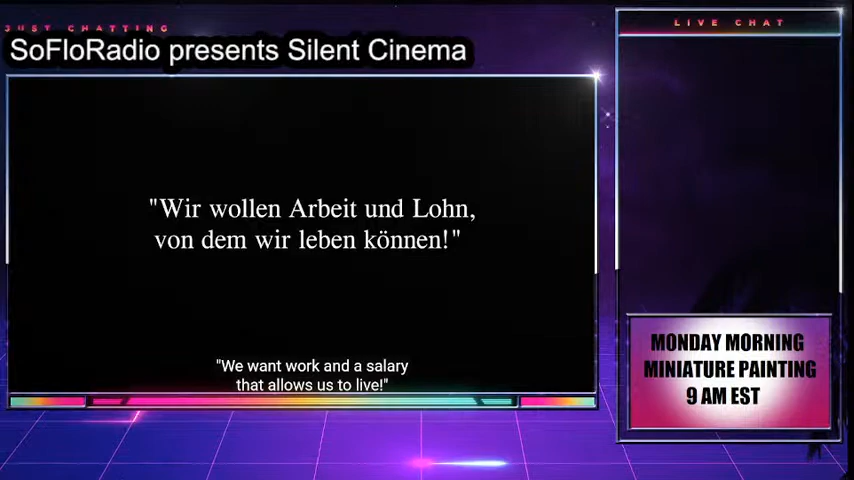 JUST CHATTING
SoFloRadio presents Silent Cinema
LIVE CHAT
"Wir wollen Arbeit und Lohn,
von dem wir leben können!"
"We want work and a salary
that allows us to live!"
MONDAY MORNING
MINIATURE PAINTING
9 AM EST